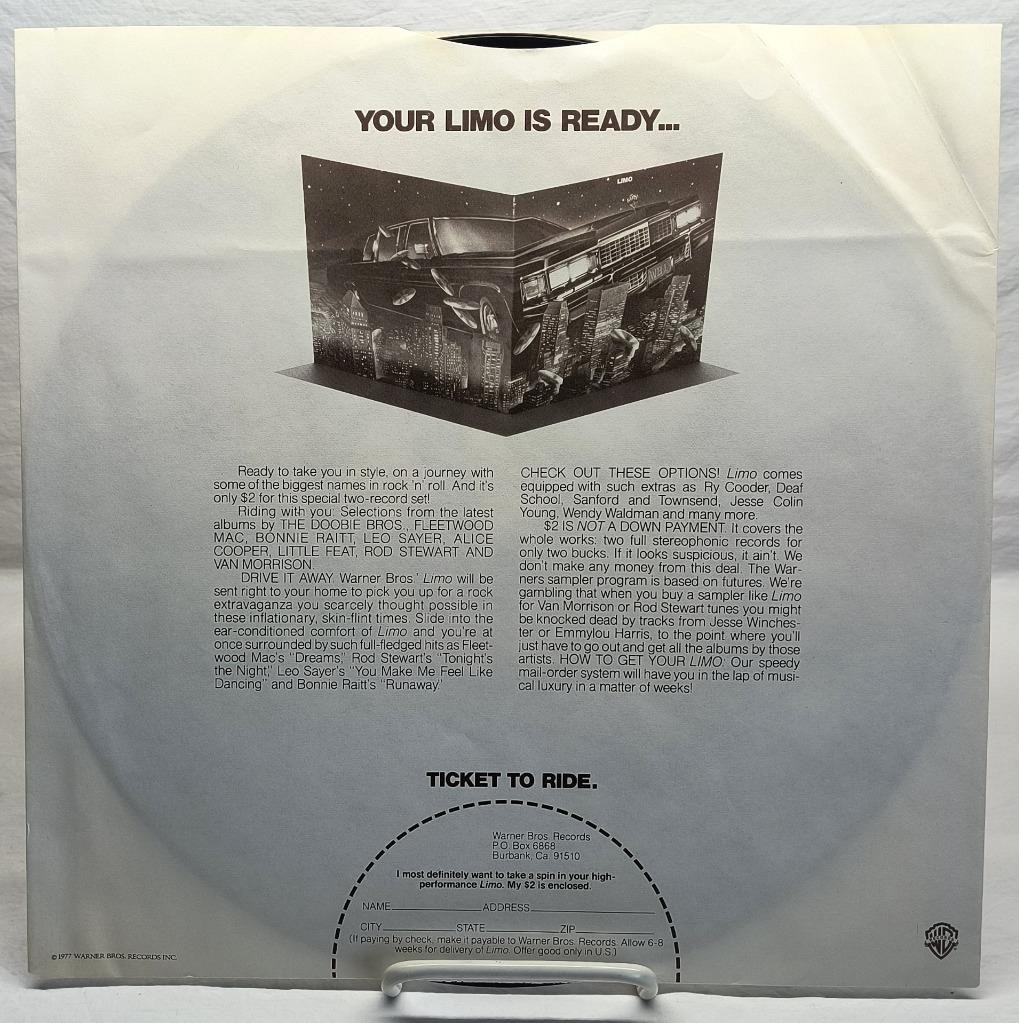 YOUR LIMO IS READY...
LIMO
Ready to take you in style, on a journey with
some of the biggest names in rock 'n' roll. And it's
only $2 for this special two-record set!
Riding with you: Selections from the latest
albums by THE DOOBIE BROS., FLEETWOOD
MAC, BONNIE RAITT, LEO SAYER, ALICE
COOPER, LITTLE FEAT, ROD STEWART AND
VAN MORRISON.
DRIVE IT AWAY. Warner Bros.' Limo will be
sent right to your home to pick you up for a rock
extravaganza you scarcely thought possible in
these inflationary, skin-flint times. Slide into the
ear-conditioned comfort of Limo and you're at
once surrounded by such full-fledged hits as Fleet-
wood Mac's "Dreams," Rod Stewart's "Tonight's
the Night," Leo Sayer's "You Make Me Feel Like
Dancing" and Bonnie Raitt's "Runaway."
CHECK OUT THESE OPTIONS! Limo comes
equipped with such extras as Ry Cooder, Deaf
School, Sanford and Townsend, Jesse Colin
Young, Wendy Waldman and many more.
$2 IS NOT A DOWN PAYMENT. It covers the
whole works: two full stereophonic records for
only two bucks. If it looks suspicious, it ain't. We
don't make any money from this deal. The War-
ners sampler program is based on futures. We're
gambling that when you buy a sampler like Limo
for Van Morrison or Rod Stewart tunes you might
be knocked dead by tracks from Jesse Winches-
ter or Emmylou Harris, to the point where you'll
just have to go out and get all the albums by those
artists. HOW TO GET YOUR LIMO: Our speedy
mail-order system will have you in the lap of musi-
cal luxury in a matter of weeks!
TICKET TO RIDE.
Warner Bros. Records
P.O. Box 6868
Burbank, Ca. 91510
I most definitely want to take a spin in your high-
performance Limo. My $2 is enclosed.
NAME ADDRESS
CITY STATE ZIP
(If paying by check, make it payable to Warner Bros. Records. Allow 6-8
weeks for delivery of Limo. Offer good only in U.S.)
© 1977 WARNER BROS. RECORDS INC.